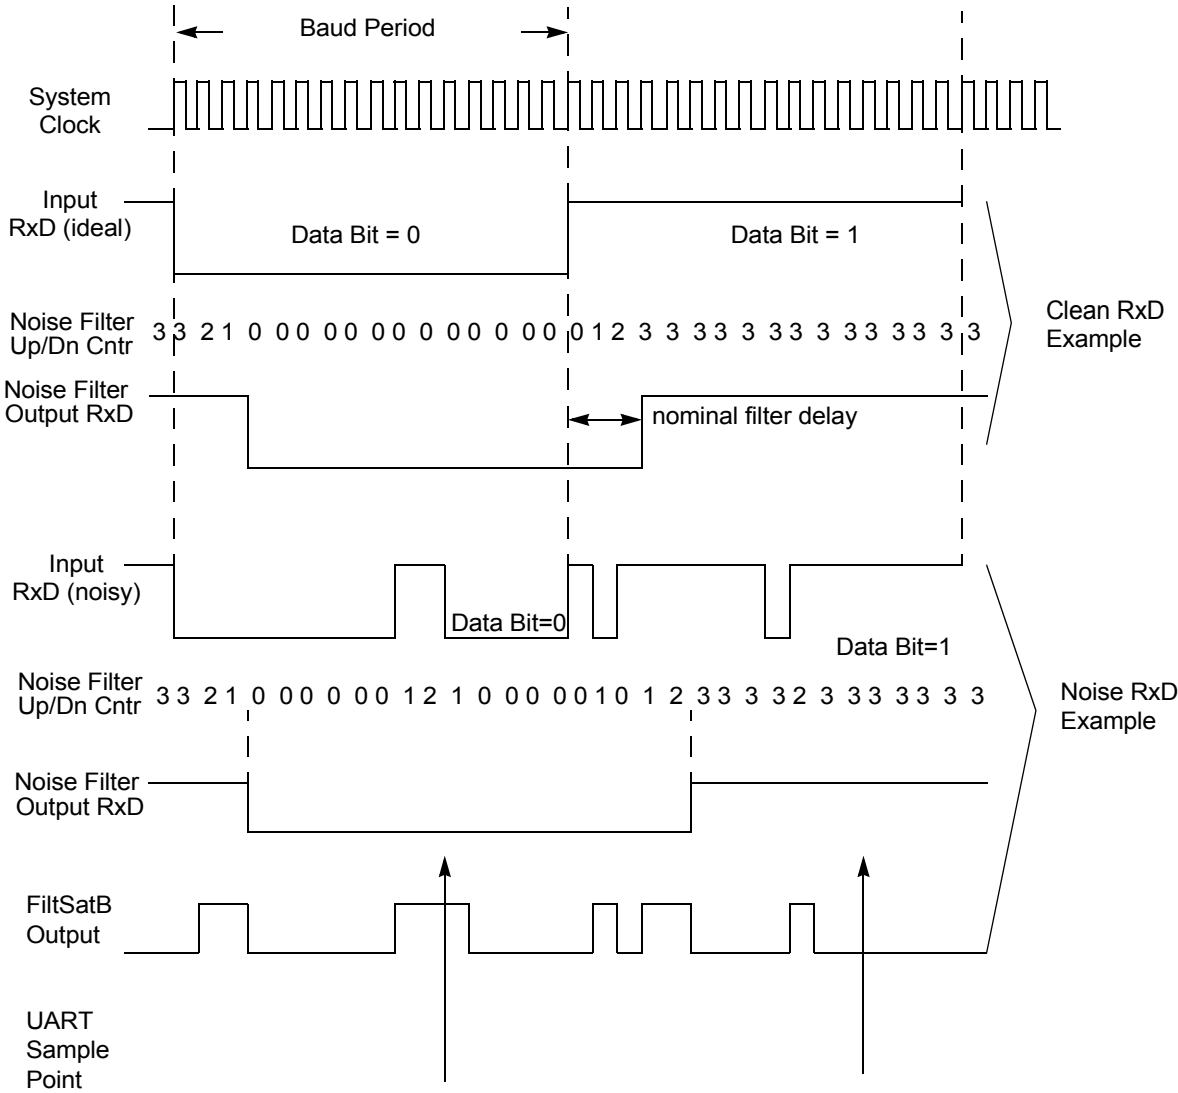 Baud Period
System
Clock
Input
RxD (ideal)
Data Bit = 0
Data Bit = 1
Noise Filter
Up/Dn Cntr
3 3 2 1 0 0 0 0 0 0 0 0 0 0 0 0 0 1 2 3 3 3 3 3 3 3 3 3 3 3 3 3 3
Clean RxD
Example
Noise Filter
Output RxD
nominal filter delay
Input
RxD (noisy)
Data Bit=0
Data Bit=1
Noise Filter
Up/Dn Cntr
3 3 2 1 0 0 0 0 0 0 1 2 1 0 0 0 0 0 1 0 1 2 3 3 3 3 2 3 3 3 3 3 3 3
Noise RxD
Example
Noise Filter
Output RxD
FiltSatB
Output
UART
Sample
Point